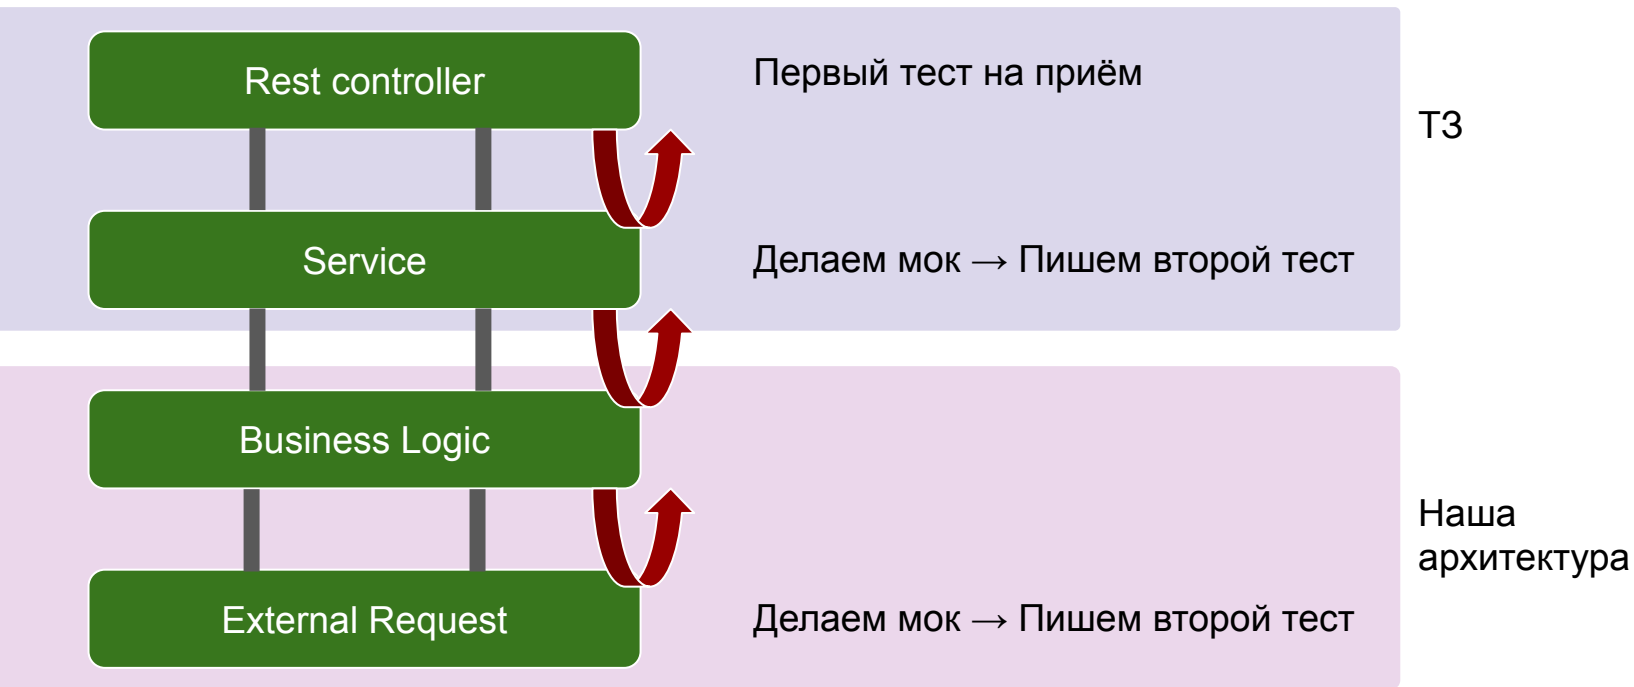 Rest controller
Первый тест на приём
ТЗ
Service
Делаем мок → Пишем второй тест
Business Logic
Наша
архитектура
External Request
Делаем мок → Пишем второй тест